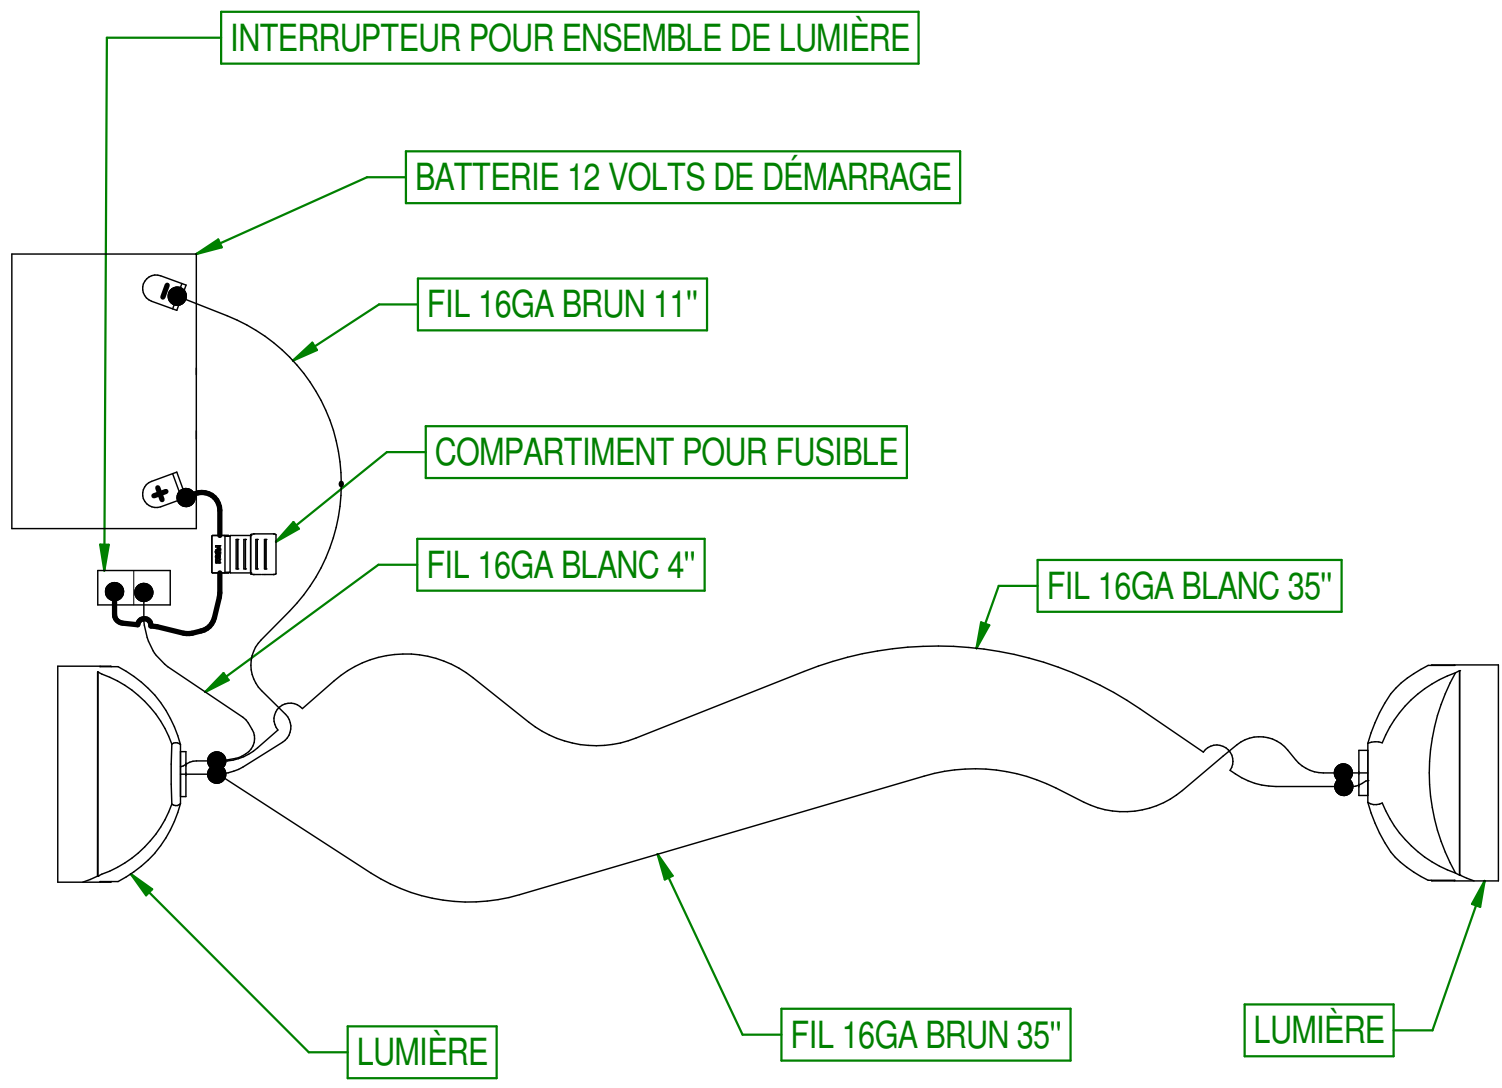 INTERRUPTEUR POUR ENSEMBLE DE LUMIÈRE
BATTERIE 12 VOLTS DE DÉMARRAGE
FIL 16GA BRUN 11"
COMPARTIMENT POUR FUSIBLE
FIL 16GA BLANC 4"
FIL 16GA BLANC 35"
FIL 16GA BRUN 35"
LUMIÈRE
LUMIÈRE